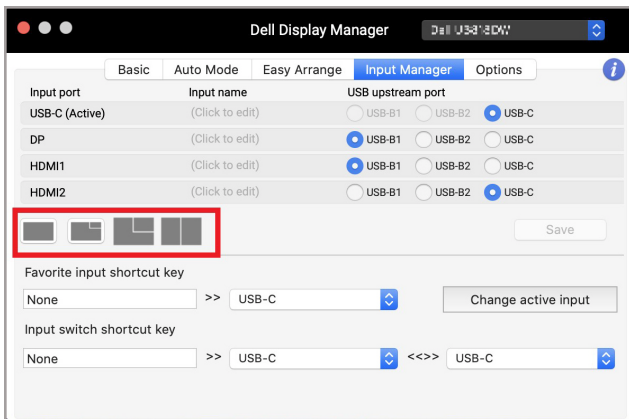 Dell Display Manager
Dell
Basic Auto Mode Easy Arrange Input Manager Options i
Input port Input name USB upstream port
USB-C (Active) (Click to edit) USB-B1 USB-B2 USB-C
DP (Click to edit) USB-B1 USB-B2 USB-C
HDMI1 (Click to edit) USB-B1 USB-B2 USB-C
HDMI2 (Click to edit) USB-B1 USB-B2 USB-C
Save
Favorite input shortcut key
None >> USB-C Change active input
Input switch shortcut key
None >> USB-C <<>> USB-C